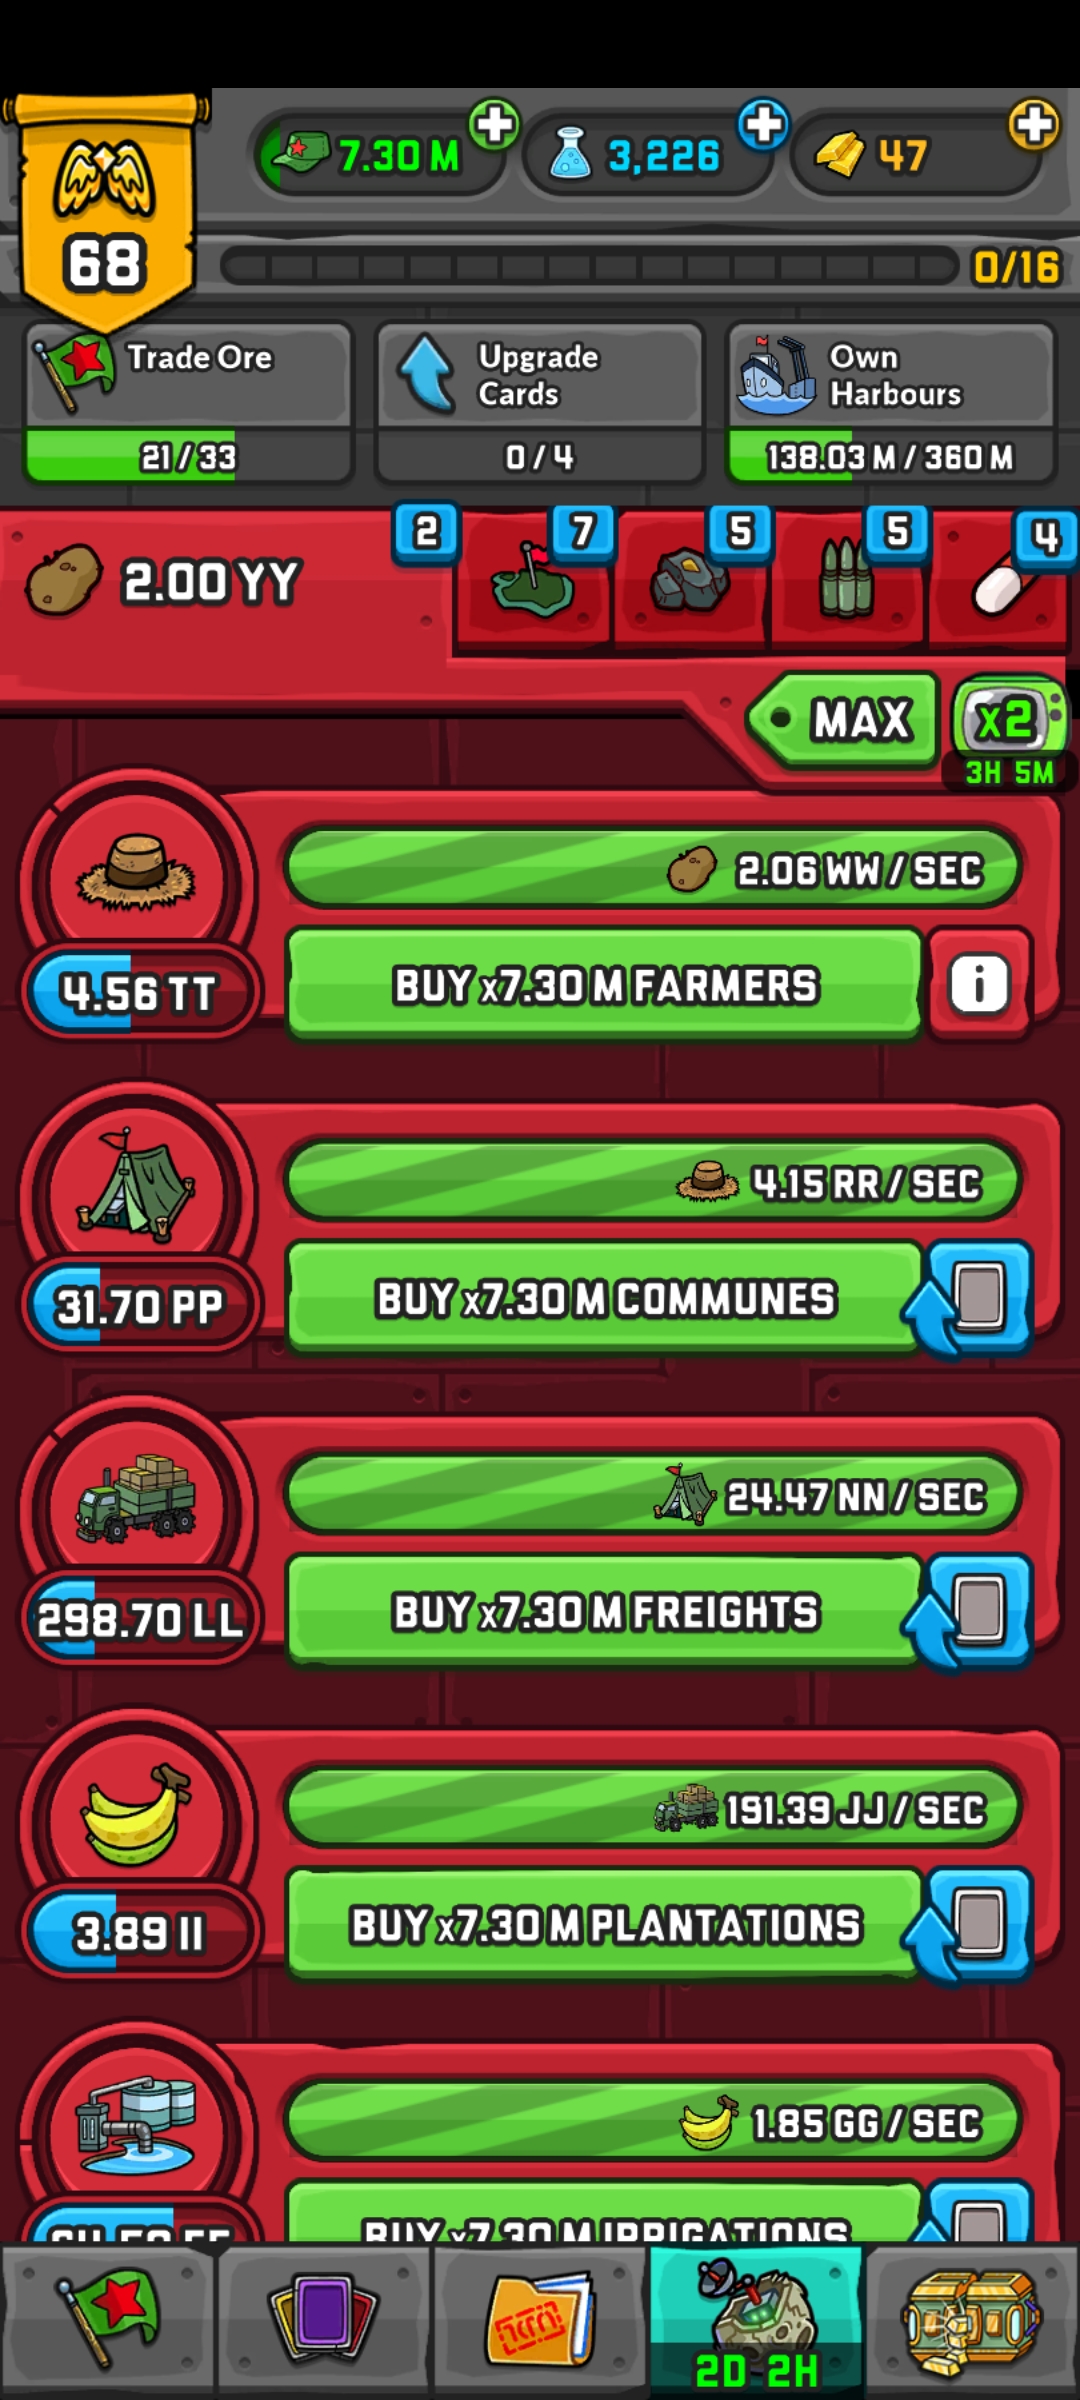 7.30 M
3,226
47
68
0/16
Trade Ore
21 / 33
Upgrade
Cards
0 / 4
Own
Harbours
138.03 M / 360 M
2.00 YY
2
7
5
5
4
MAX
x2
3H 5M
2.06 WW / SEC
4.56 TT
BUY x7.30 M FARMERS
i
4.15 RR / SEC
31.70 PP
BUY x7.30 M COMMUNES
24.47 NN / SEC
298.70 LL
BUY x7.30 M FREIGHTS
191.39 JJ / SEC
3.89 II
BUY x7.30 M PLANTATIONS
1.85 GG / SEC
BUY x7.30 M IRRIGATIONS
2D 2H